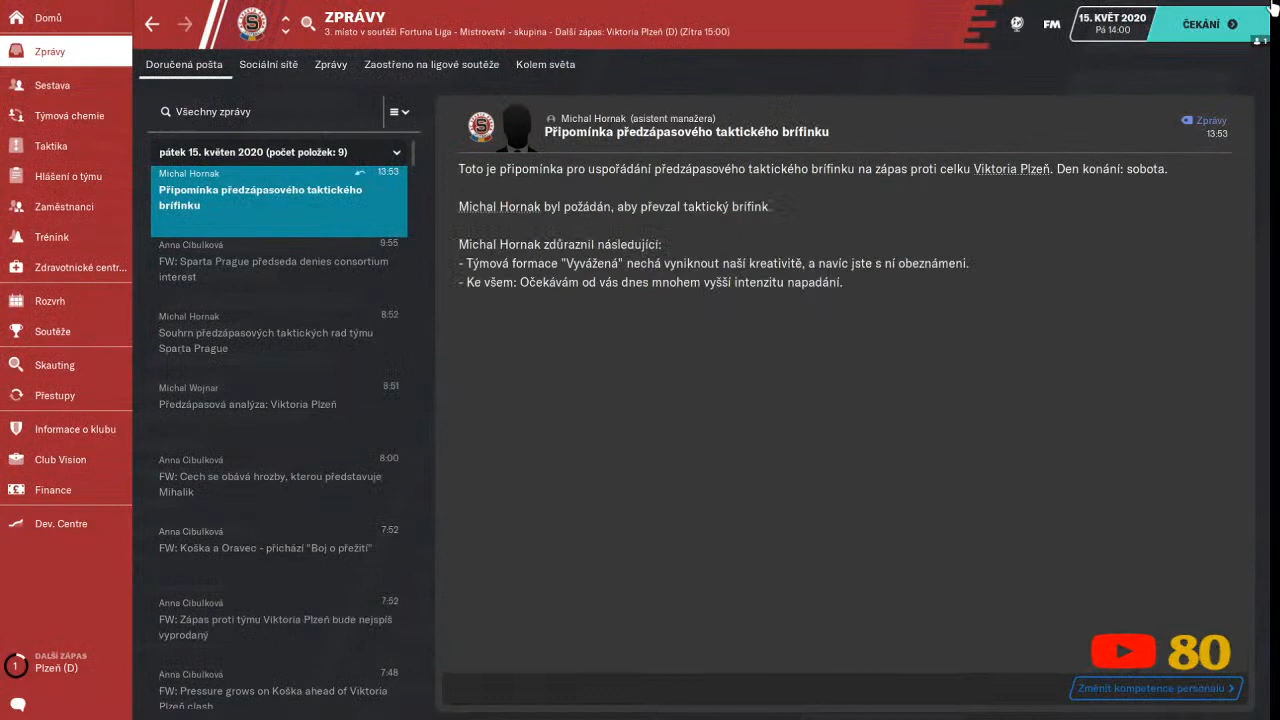 Domů
Zprávy
Sestava
Týmová chemie
Taktika
Hlášení o týmu
Zaměstnanci
Trénink
Zdravotnické centr...
Rozvrh
Soutěže
Skauting
Přestupy
Informace o klubu
Club Vision
Finance
Dev. Centre
1
DALŠÍ ZÁPAS
Plzeň (D)
ZPRÁVY
3. místo v soutěži Fortuna Liga - Mistrovství - skupina - Další zápas: Viktoria Plzeň (D) (Zítra 15:00)
FM
15. KVĚT 2020
Pá 14:00
ČEKÁNÍ
1
Doručená pošta
Sociální sítě
Zprávy
Zaostřeno na ligové soutěže
Kolem světa
Všechny zprávy
pátek 15. květen 2020 (počet položek: 9)
Michal Hornak 13:53
Připomínka předzápasového taktického
brífinku
Anna Cibulková 9:55
FW: Sparta Prague předseda denies consortium
interest
Michal Hornak 8:52
Souhrn předzápasových taktických rad týmu
Sparta Prague
Michal Wojnar 8:51
Předzápasová analýza: Viktoria Plzeň
Anna Cibulková 8:00
FW: Cech se obává hrozby, kterou představuje
Mihalik
Anna Cibulková 7:52
FW: Koška a Oravec - přichází "Boj o přežití"
Anna Cibulková 7:52
FW: Zápas proti týmu Viktoria Plzeň bude nejspíš
vyprodaný
Anna Cibulková 7:48
FW: Pressure grows on Koška ahead of Viktoria
Plzeň clash
Michal Hornak (asistent manažera)
Připomínka předzápasového taktického brífinku
Zprávy
13:53
Toto je připomínka pro uspořádání předzápasového taktického brífinku na zápas proti celku Viktoria Plzeň. Den konání: sobota.
Michal Hornak byl požádán, aby převzal taktický brífink.
Michal Hornak zdůraznil následující:
- Týmová formace "Vyvážená" nechá vyniknout naší kreativitě, a navíc jste s ní obeznámeni.
- Ke všem: Očekávám od vás dnes mnohem vyšší intenzitu napadání.
80
Změnit kompetence personalu